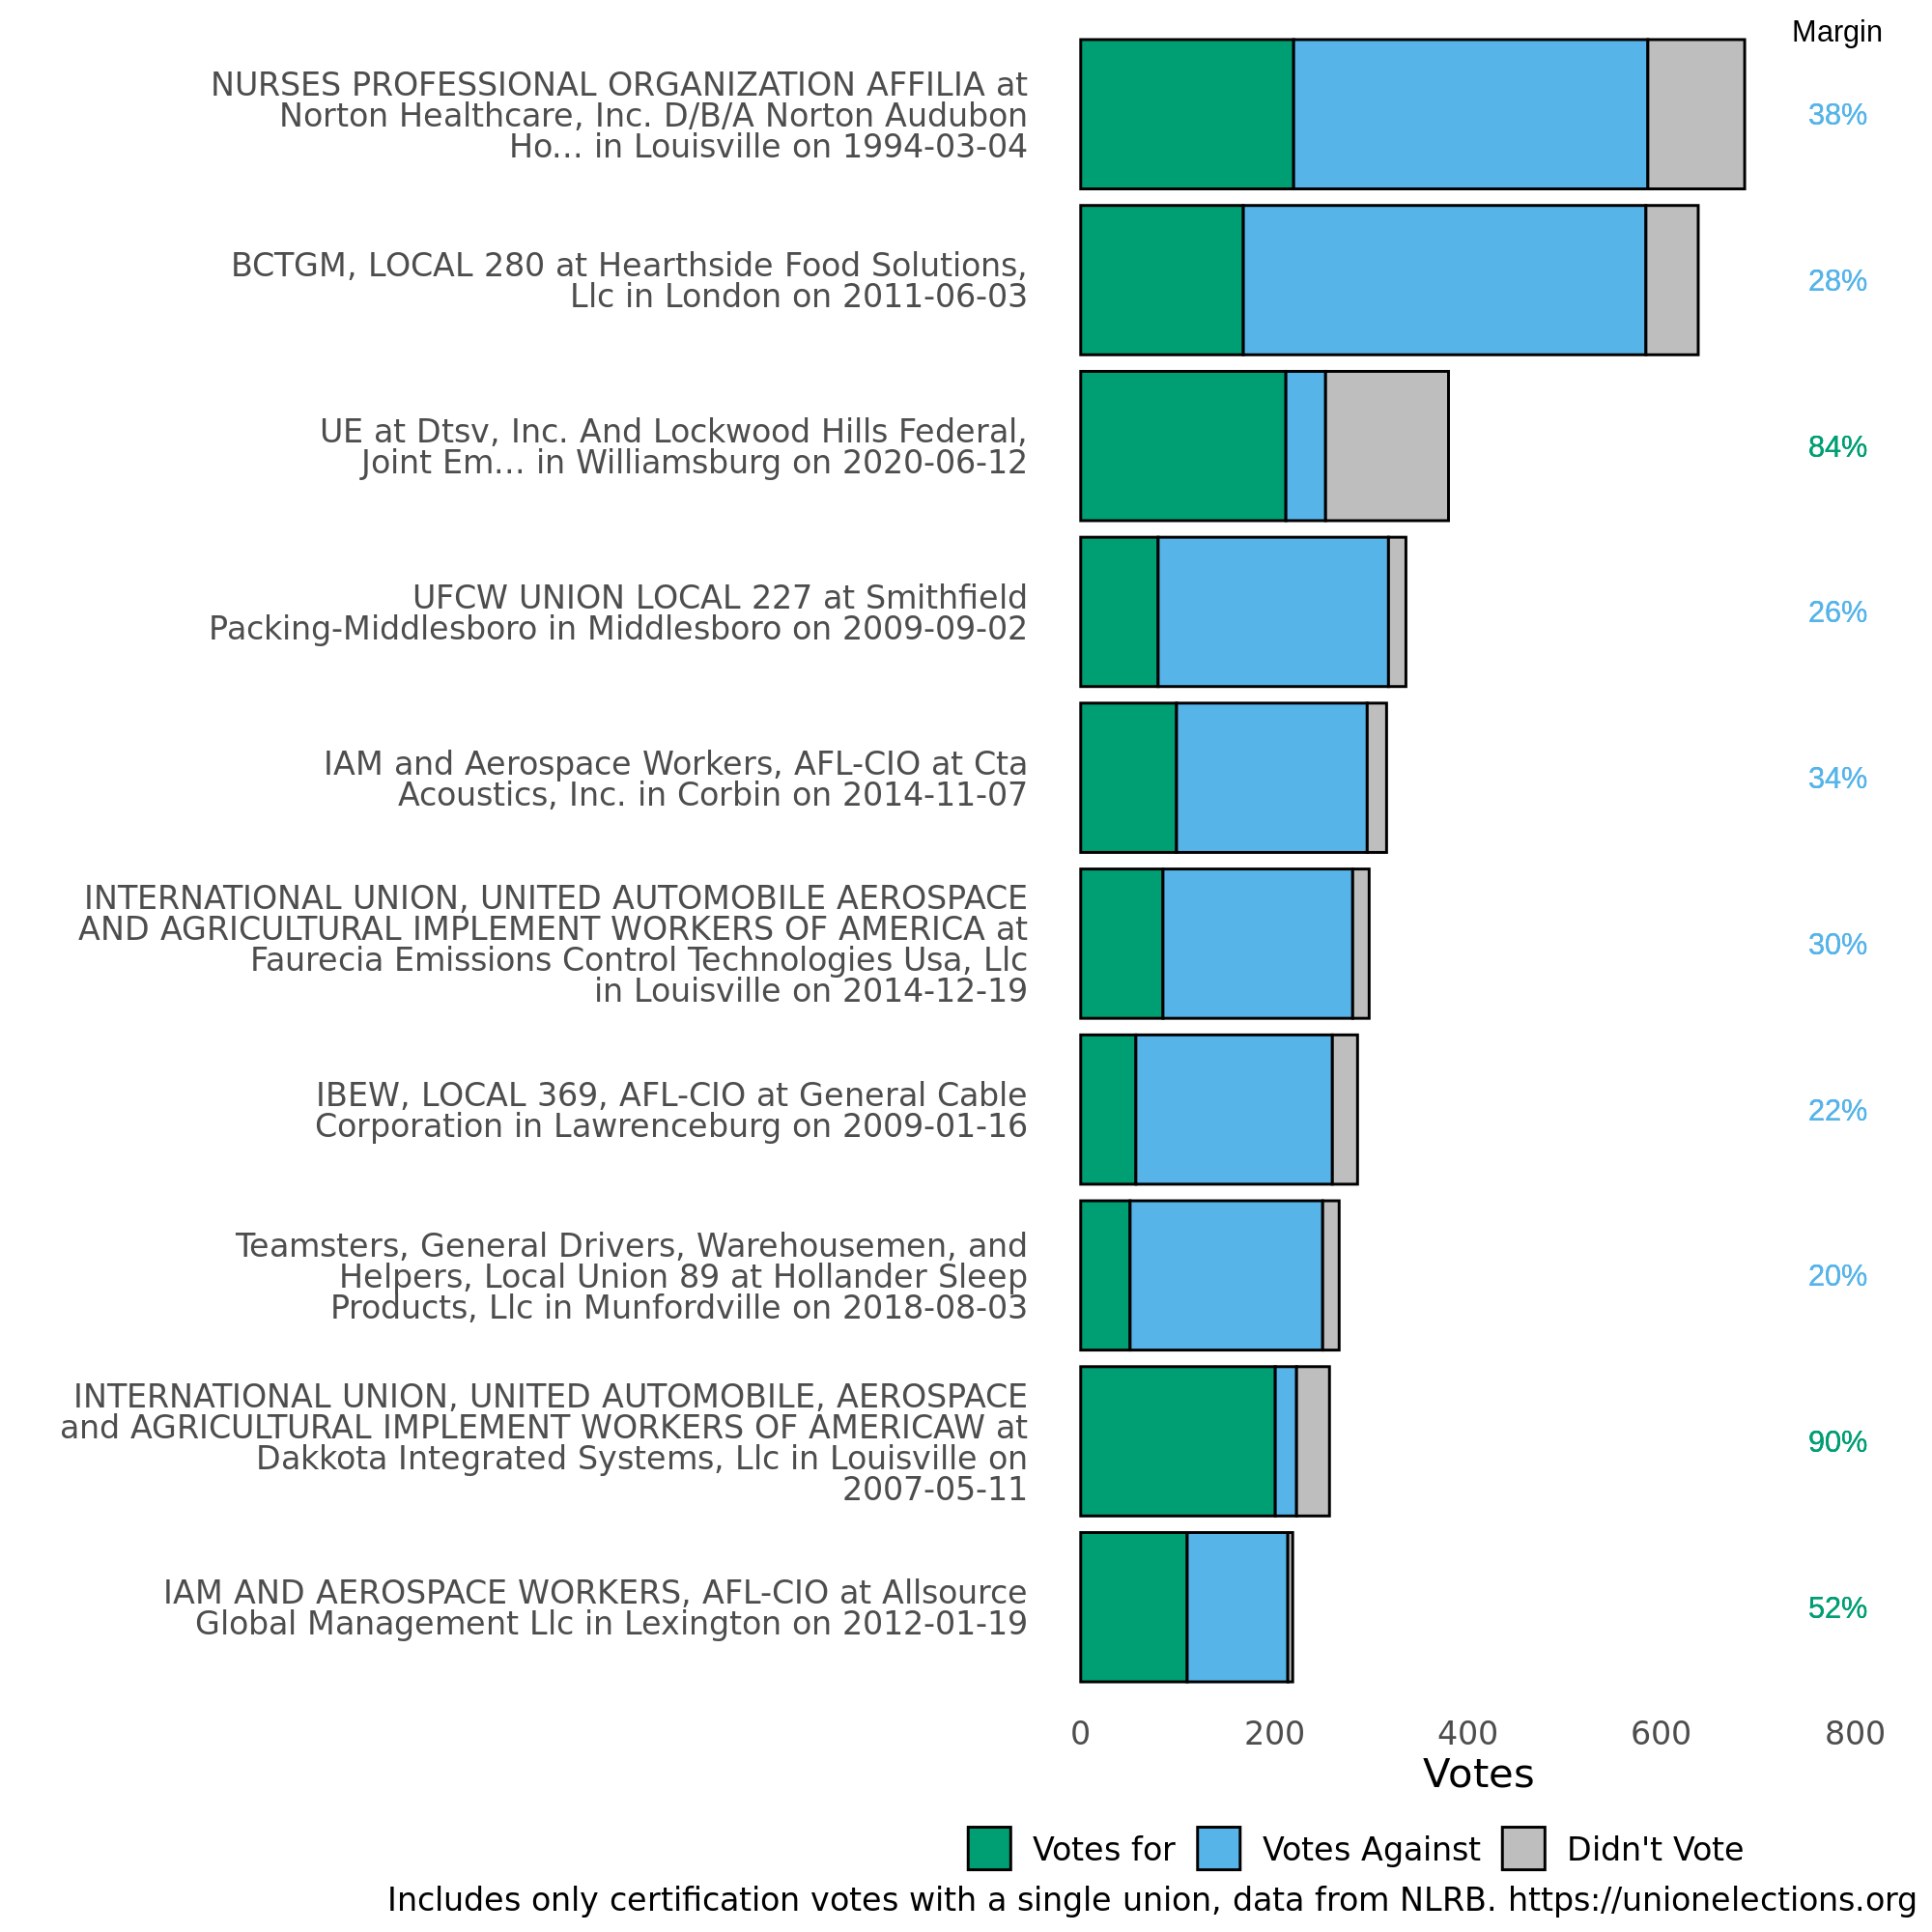 Margin
NURSES PROFESSIONAL ORGANIZATION AFFILIA at
Norton Healthcare, Inc. D/B/A Norton Audubon
Ho... in Louisville on 1994-03-04
38%
BCTGM, LOCAL 280 at Hearthside Food Solutions,
Llc in London on 2011-06-03
28%
UE at Dtsv, Inc. And Lockwood Hills Federal,
Joint Em... in Williamsburg on 2020-06-12
84%
UFCW UNION LOCAL 227 at Smithfield
Packing-Middlesboro in Middlesboro on 2009-09-02
26%
IAM and Aerospace Workers, AFL-CIO at Cta
Acoustics, Inc. in Corbin on 2014-11-07
34%
INTERNATIONAL UNION, UNITED AUTOMOBILE AEROSPACE
AND AGRICULTURAL IMPLEMENT WORKERS OF AMERICA at
Faurecia Emissions Control Technologies Usa, Llc
in Louisville on 2014-12-19
30%
IBEW, LOCAL 369, AFL-CIO at General Cable
Corporation in Lawrenceburg on 2009-01-16
22%
Teamsters, General Drivers, Warehousemen, and
Helpers, Local Union 89 at Hollander Sleep
Products, Llc in Munfordville on 2018-08-03
20%
INTERNATIONAL UNION, UNITED AUTOMOBILE, AEROSPACE
and AGRICULTURAL IMPLEMENT WORKERS OF AMERICAW at
Dakkota Integrated Systems, Llc in Louisville on
2007-05-11
90%
IAM AND AEROSPACE WORKERS, AFL-CIO at Allsource
Global Management Llc in Lexington on 2012-01-19
52%
0 200 400 600 800
Votes
Votes for Votes Against Didn't Vote
Includes only certification votes with a single union, data from NLRB. https://unionelections.org